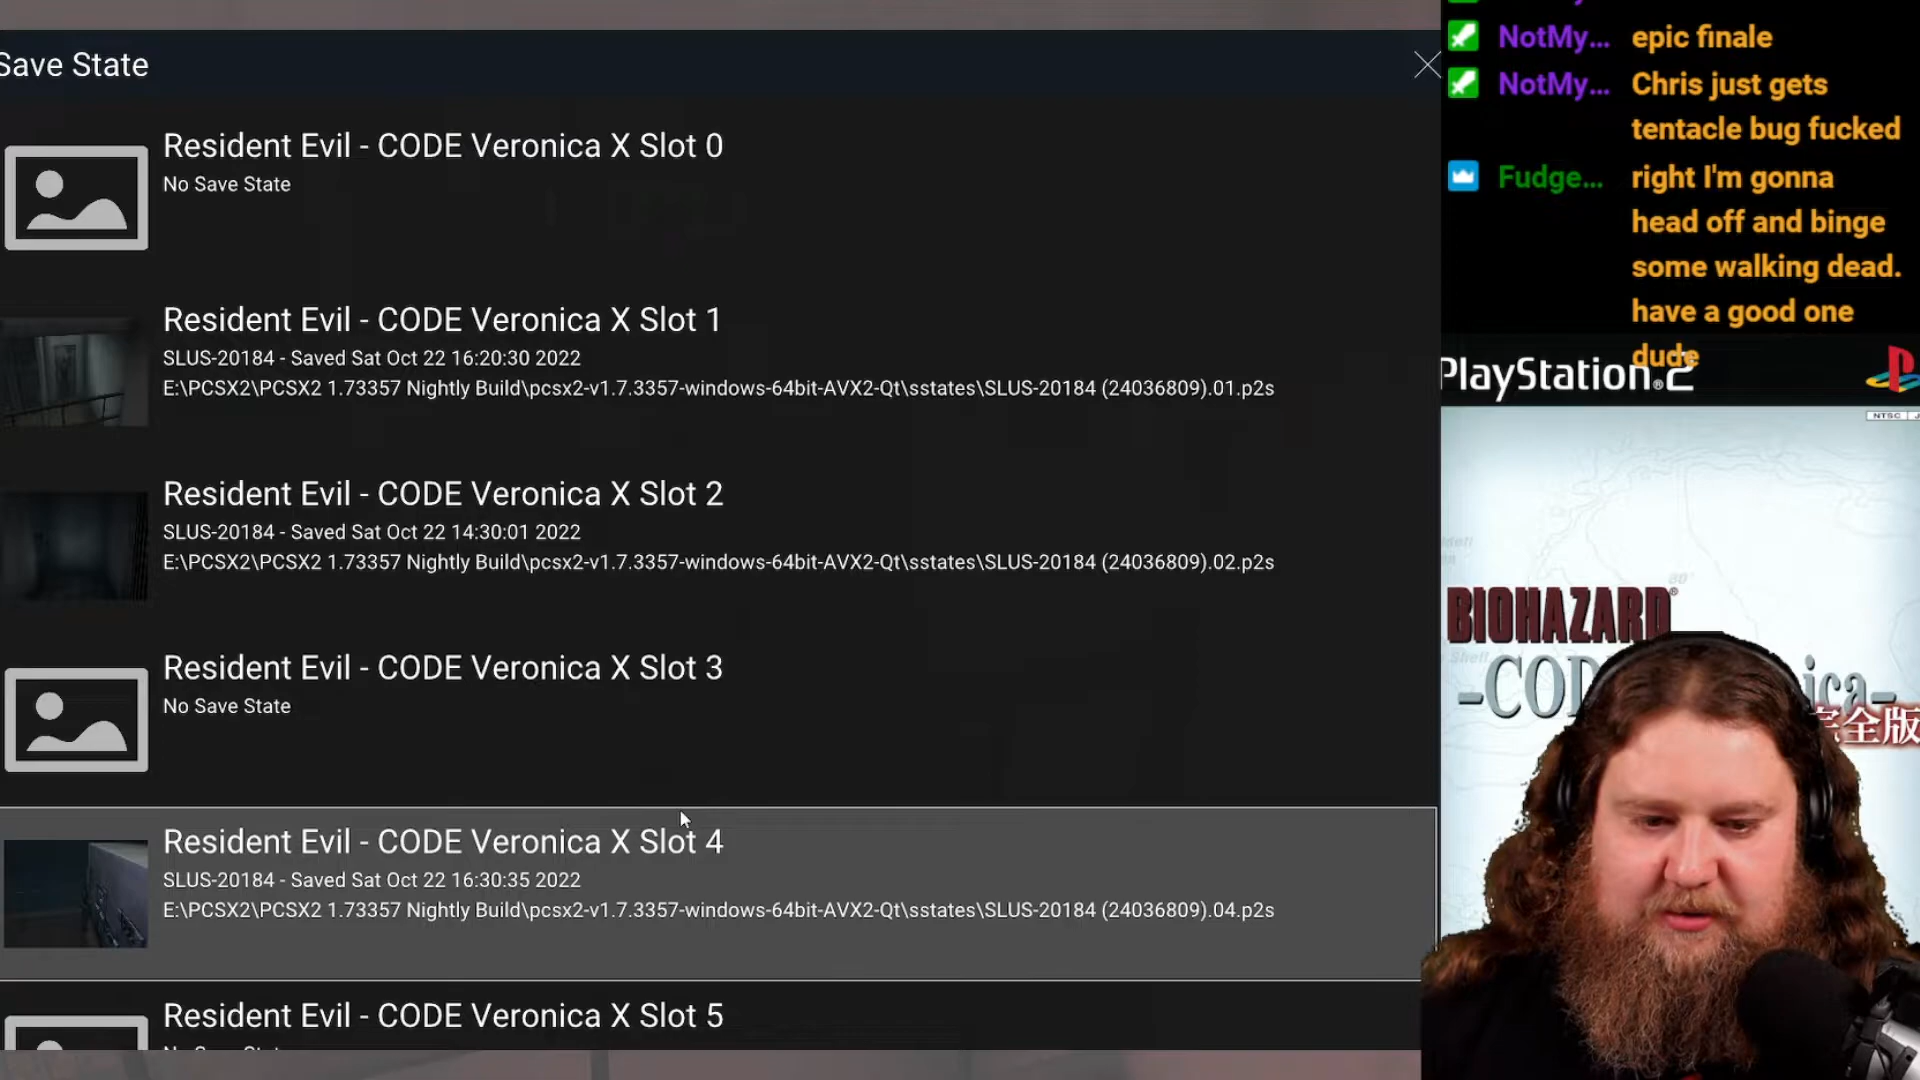 Save State
Resident Evil - CODE Veronica X Slot 0
No Save State
Resident Evil - CODE Veronica X Slot 1
SLUS-20184 - Saved Sat Oct 22 16:20:30 2022
E:\PCSX2\PCSX2 1.73357 Nightly Build\pcsx2-v1.7.3357-windows-64bit-AVX2-Qt\sstates\SLUS-20184 (24036809).01.p2s
Resident Evil - CODE Veronica X Slot 2
SLUS-20184 - Saved Sat Oct 22 14:30:01 2022
E:\PCSX2\PCSX2 1.73357 Nightly Build\pcsx2-v1.7.3357-windows-64bit-AVX2-Qt\sstates\SLUS-20184 (24036809).02.p2s
Resident Evil - CODE Veronica X Slot 3
No Save State
Resident Evil - CODE Veronica X Slot 4
SLUS-20184 - Saved Sat Oct 22 16:30:35 2022
E:\PCSX2\PCSX2 1.73357 Nightly Build\pcsx2-v1.7.3357-windows-64bit-AVX2-Qt\sstates\SLUS-20184 (24036809).04.p2s
Resident Evil - CODE Veronica X Slot 5
NotMy... epic finale
NotMy... Chris just gets
tentacle bug fucked
Fudge... right I'm gonna
head off and binge
some walking dead.
have a good one
dude
PlayStation®2
NTSC J
BIOHAZARD®
-COD ica-
完全版